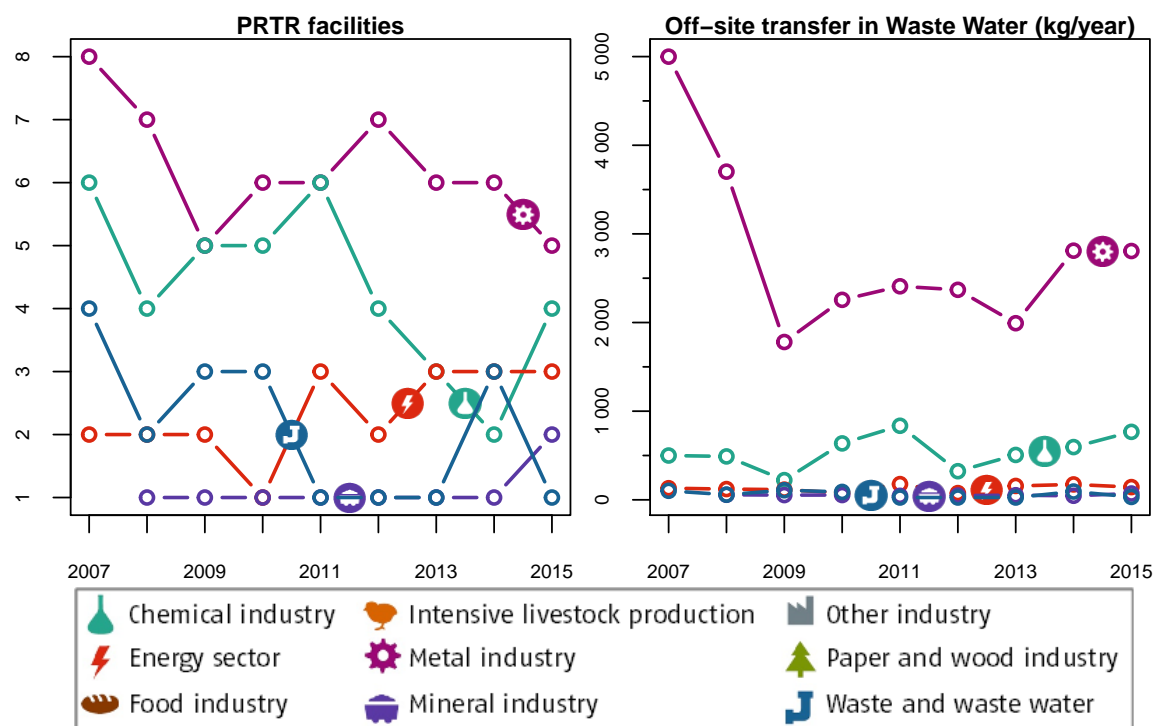 PRTR facilities
8
7
6
5
4
3
2
1
2007 2009 2011 2013 2015
Off−site transfer in Waste Water (kg/year)
5 000
4 000
3 000
2 000
1 000
0
2007 2009 2011 2013 2015
Chemical industry Intensive livestock production Other industry
Energy sector Metal industry Paper and wood industry
Food industry Mineral industry Waste and waste water